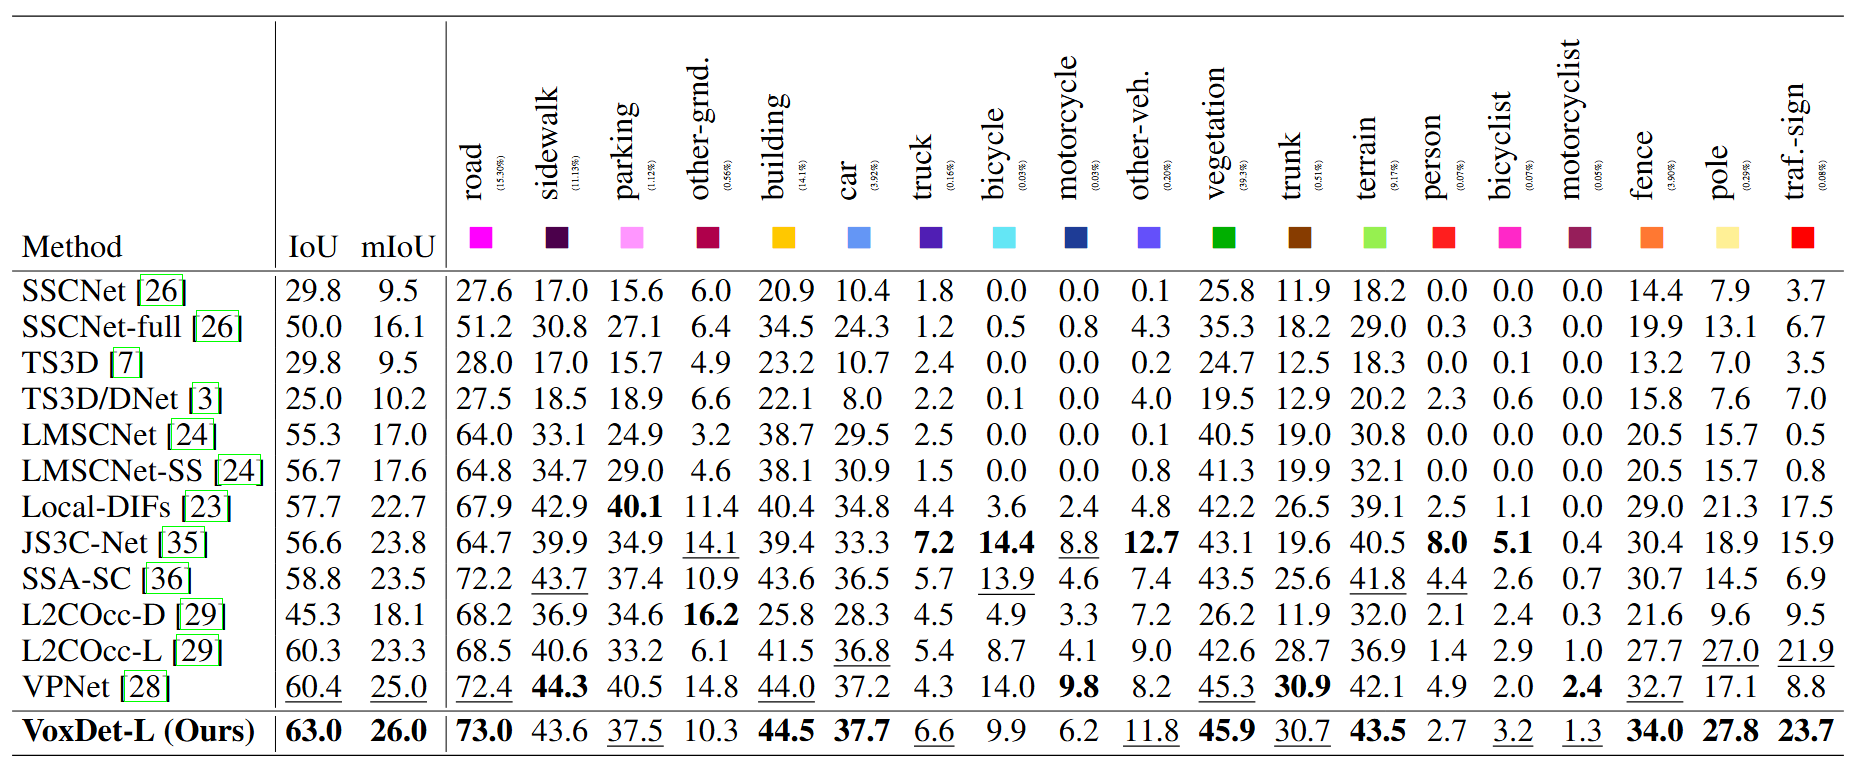 Method IoU mIoU road (15.30%) sidewalk (11.13%) parking (1.12%) other-grnd. (0.56%) building (14.1%) car (3.92%) truck (0.16%) bicycle (0.03%) motorcycle (0.03%) other-veh. (0.20%) vegetation (39.3%) trunk (0.51%) terrain (9.17%) person (0.07%) bicyclist (0.07%) motorcyclist (0.05%) fence (3.90%) pole (0.29%) traf.-sign (0.08%)
SSCNet [26] 29.8 9.5 27.6 17.0 15.6 6.0 20.9 10.4 1.8 0.0 0.0 0.1 25.8 11.9 18.2 0.0 0.0 0.0 14.4 7.9 3.7
SSCNet-full [26] 50.0 16.1 51.2 30.8 27.1 6.4 34.5 24.3 1.2 0.5 0.8 4.3 35.3 18.2 29.0 0.3 0.3 0.0 19.9 13.1 6.7
TS3D [7] 29.8 9.5 28.0 17.0 15.7 4.9 23.2 10.7 2.4 0.0 0.0 0.2 24.7 12.5 18.3 0.0 0.1 0.0 13.2 7.0 3.5
TS3D/DNet [3] 25.0 10.2 27.5 18.5 18.9 6.6 22.1 8.0 2.2 0.1 0.0 4.0 19.5 12.9 20.2 2.3 0.6 0.0 15.8 7.6 7.0
LMSCNet [24] 55.3 17.0 64.0 33.1 24.9 3.2 38.7 29.5 2.5 0.0 0.0 0.1 40.5 19.0 30.8 0.0 0.0 0.0 20.5 15.7 0.5
LMSCNet-SS [24] 56.7 17.6 64.8 34.7 29.0 4.6 38.1 30.9 1.5 0.0 0.0 0.8 41.3 19.9 32.1 0.0 0.0 0.0 20.5 15.7 0.8
Local-DIFs [23] 57.7 22.7 67.9 42.9 40.1 11.4 40.4 34.8 4.4 3.6 2.4 4.8 42.2 26.5 39.1 2.5 1.1 0.0 29.0 21.3 17.5
JS3C-Net [35] 56.6 23.8 64.7 39.9 34.9 14.1 39.4 33.3 7.2 14.4 8.8 12.7 43.1 19.6 40.5 8.0 5.1 0.4 30.4 18.9 15.9
SSA-SC [36] 58.8 23.5 72.2 43.7 37.4 10.9 43.6 36.5 5.7 13.9 4.6 7.4 43.5 25.6 41.8 4.4 2.6 0.7 30.7 14.5 6.9
L2COcc-D [29] 45.3 18.1 68.2 36.9 34.6 16.2 25.8 28.3 4.5 4.9 3.3 7.2 26.2 11.9 32.0 2.1 2.4 0.3 21.6 9.6 9.5
L2COcc-L [29] 60.3 23.3 68.5 40.6 33.2 6.1 41.5 36.8 5.4 8.7 4.1 9.0 42.6 28.7 36.9 1.4 2.9 1.0 27.7 27.0 21.9
VPNet [28] 60.4 25.0 72.4 44.3 40.5 14.8 44.0 37.2 4.3 14.0 9.8 8.2 45.3 30.9 42.1 4.9 2.0 2.4 32.7 17.1 8.8
VoxDet-L (Ours) 63.0 26.0 73.0 43.6 37.5 10.3 44.5 37.7 6.6 9.9 6.2 11.8 45.9 30.7 43.5 2.7 3.2 1.3 34.0 27.8 23.7